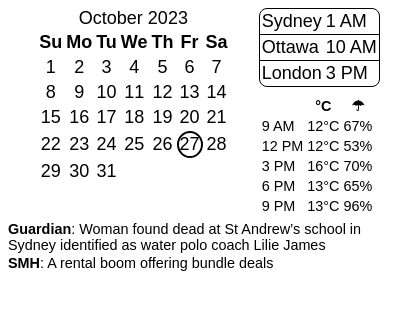 October 2023
Su Mo Tu We Th Fr Sa
1 2 3 4 5 6 7
8 9 10 11 12 13 14
15 16 17 18 19 20 21
22 23 24 25 26 27 28
29 30 31
Sydney 1 AM
Ottawa 10 AM
London 3 PM
°C ☂
9 AM 12°C 67%
12 PM 12°C 53%
3 PM 16°C 70%
6 PM 13°C 65%
9 PM 13°C 96%
Guardian: Woman found dead at St Andrew’s school in
Sydney identified as water polo coach Lilie James
SMH: A rental boom offering bundle deals